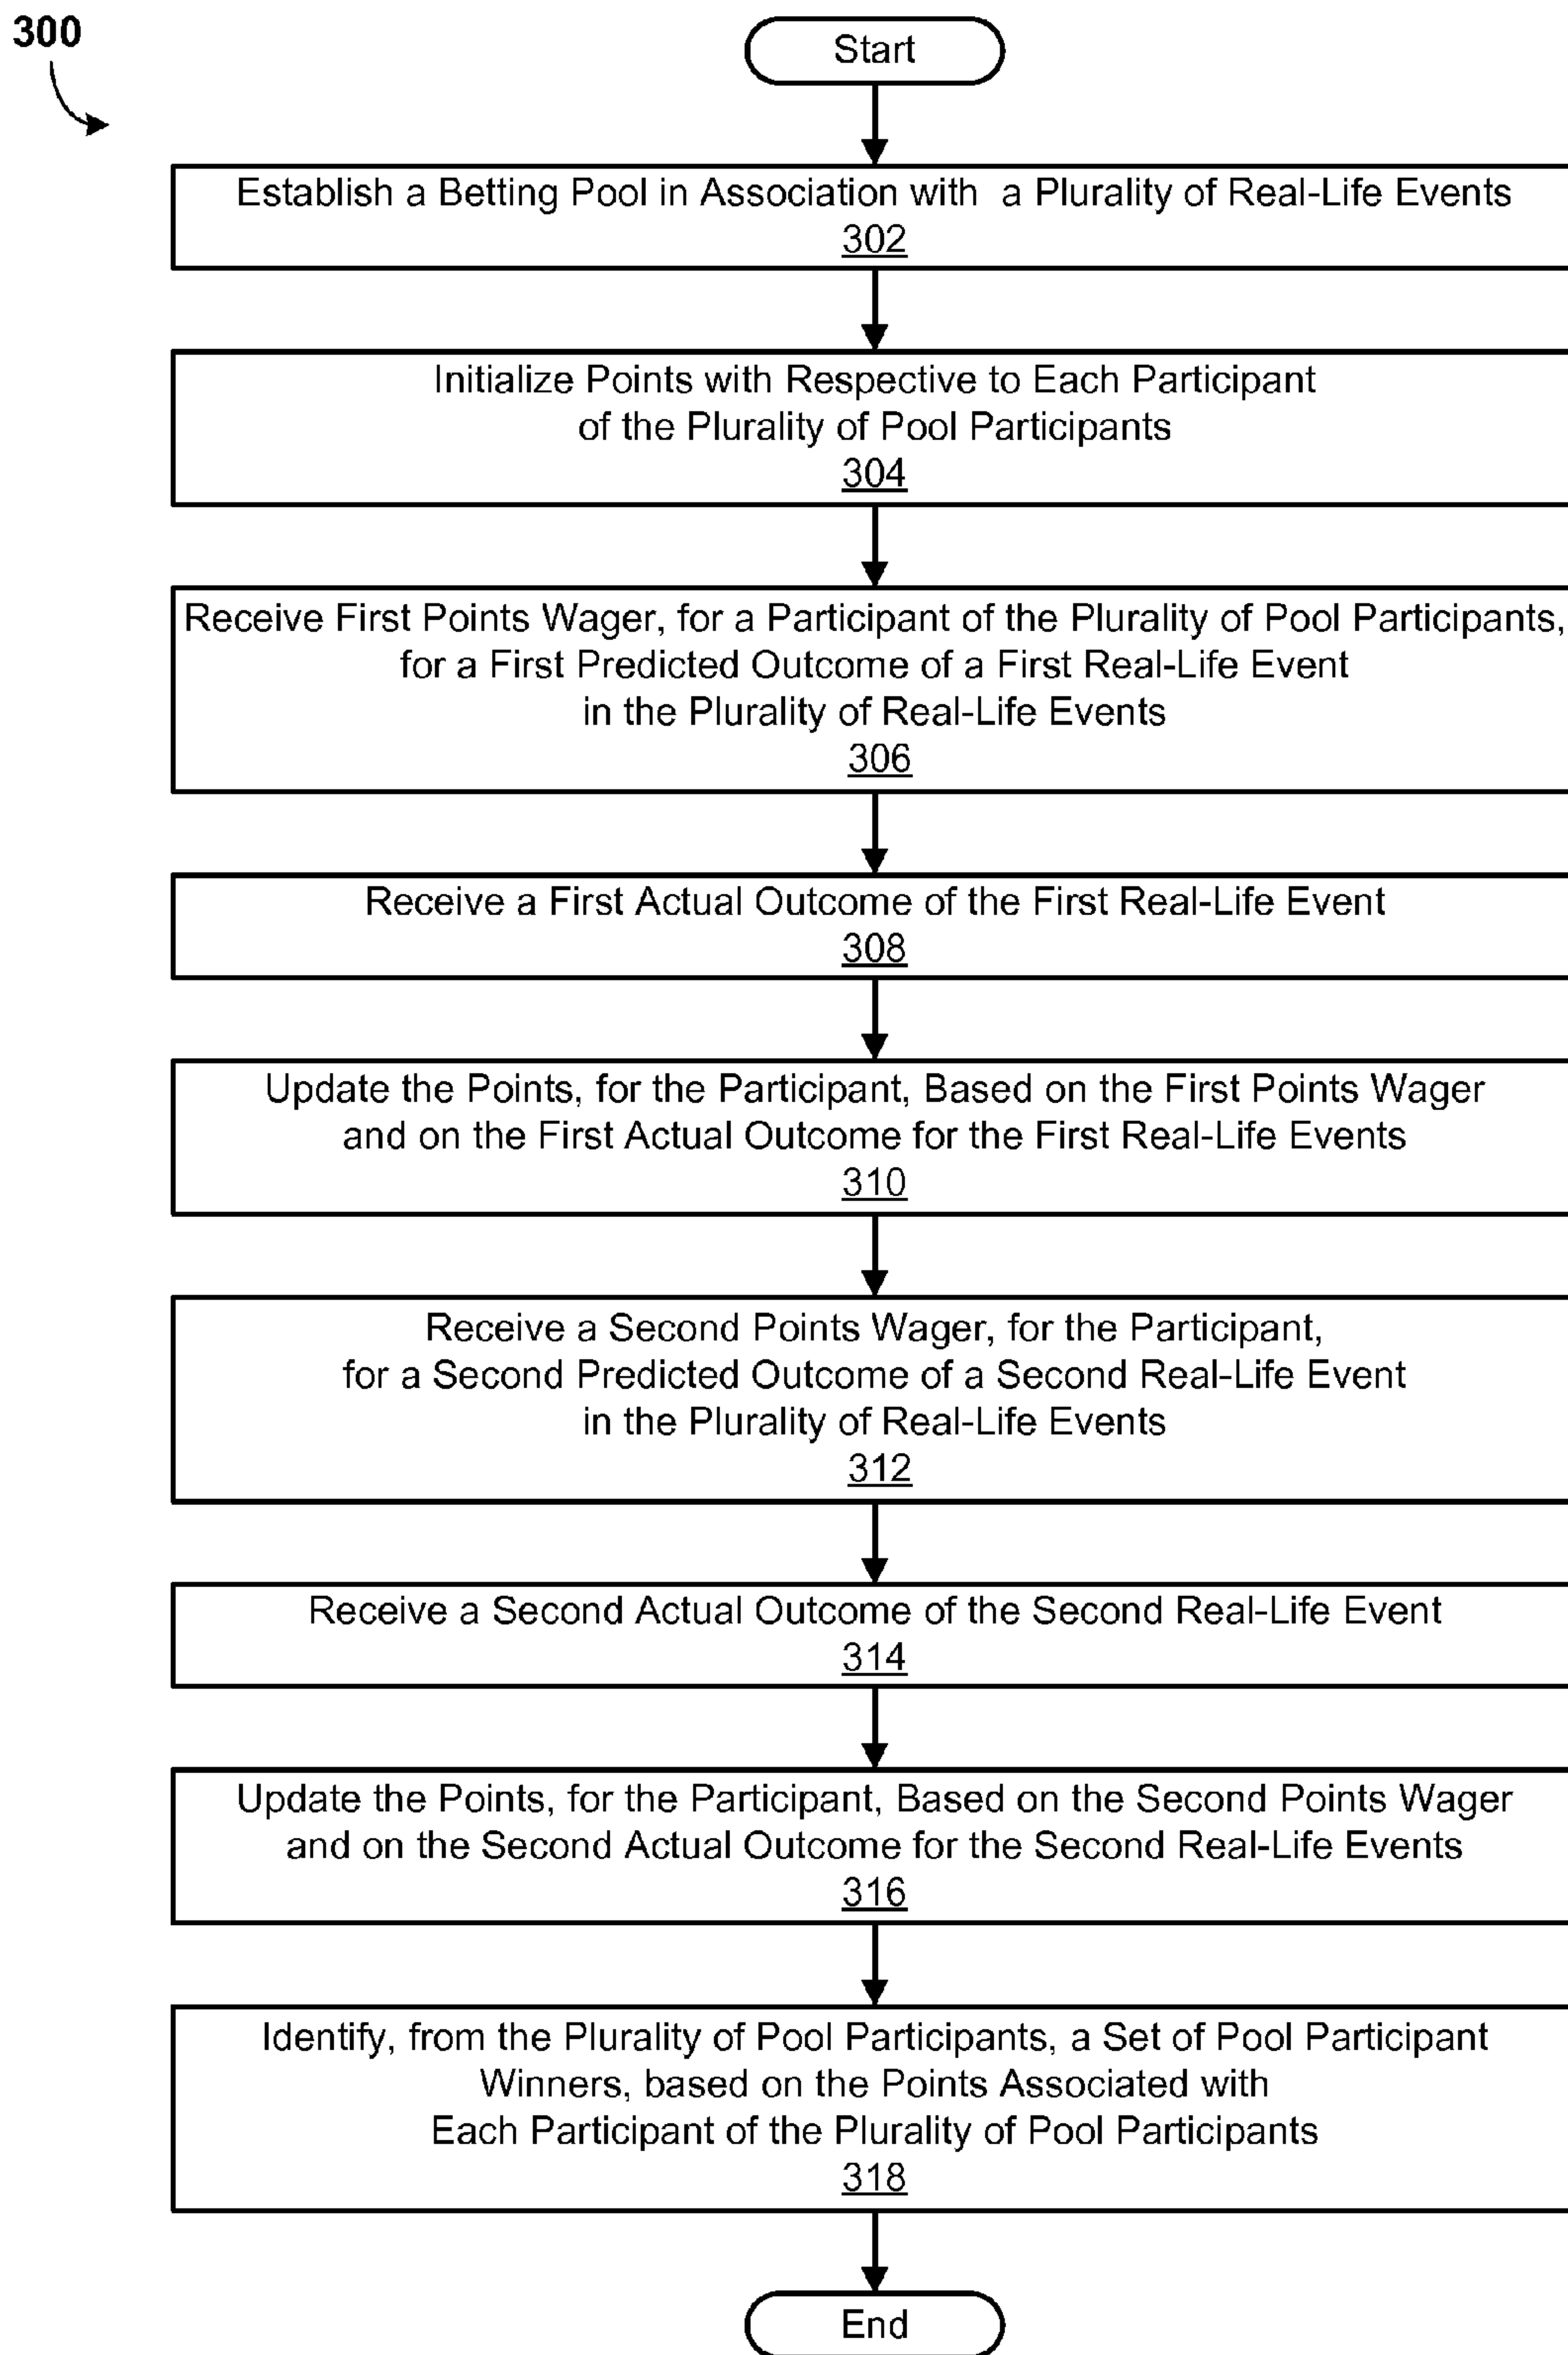 300
Start
Establish a Betting Pool in Association with a Plurality of Real-Life Events
302
Initialize Points with Respective to Each Participant
of the Plurality of Pool Participants
304
Receive First Points Wager, for a Participant of the Plurality of Pool Participants,
for a First Predicted Outcome of a First Real-Life Event
in the Plurality of Real-Life Events
306
Receive a First Actual Outcome of the First Real-Life Event
308
Update the Points, for the Participant, Based on the First Points Wager
and on the First Actual Outcome for the First Real-Life Events
310
Receive a Second Points Wager, for the Participant,
for a Second Predicted Outcome of a Second Real-Life Event
in the Plurality of Real-Life Events
312
Receive a Second Actual Outcome of the Second Real-Life Event
314
Update the Points, for the Participant, Based on the Second Points Wager
and on the Second Actual Outcome for the Second Real-Life Events
316
Identify, from the Plurality of Pool Participants, a Set of Pool Participant
Winners, based on the Points Associated with
Each Participant of the Plurality of Pool Participants
318
End